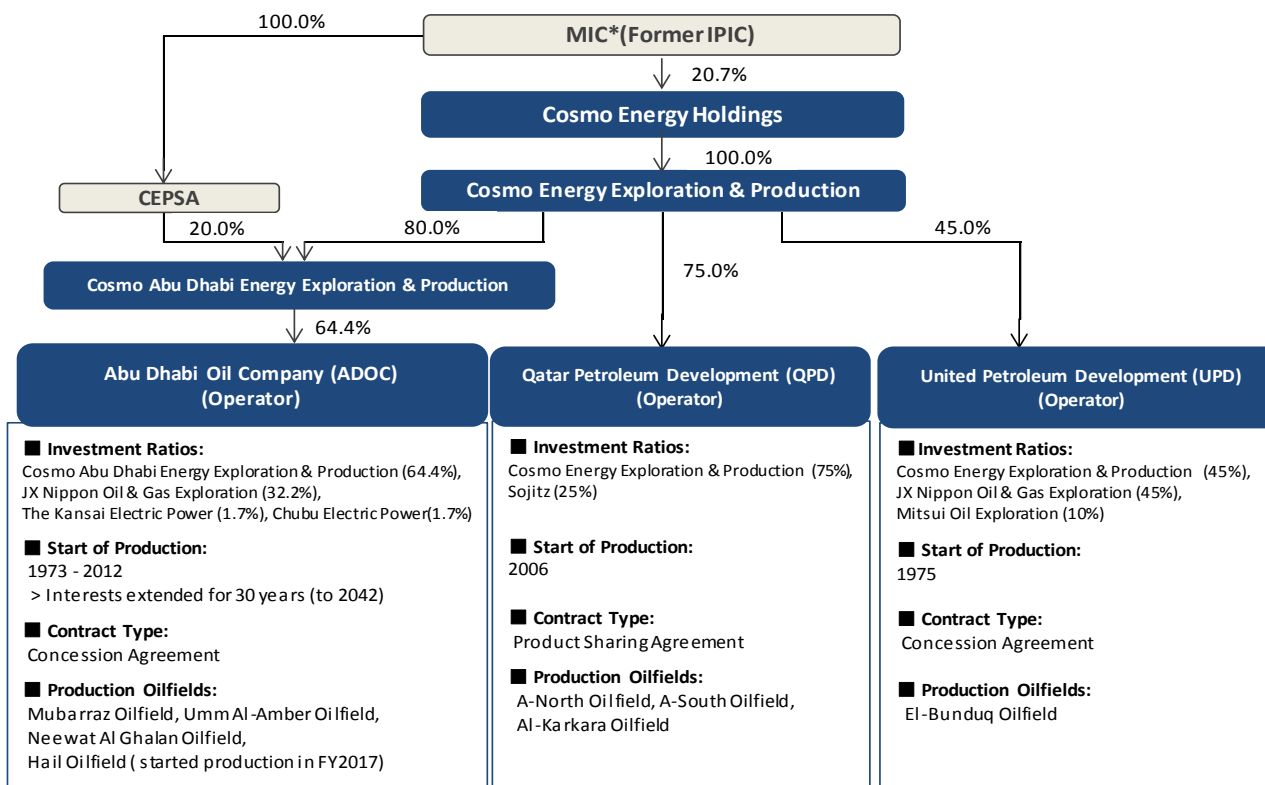 100.0%
MIC*(Former IPIC)
20.7%
Cosmo Energy Holdings
100.0%
CEPSA
Cosmo Energy Exploration & Production
20.0%
80.0%
45.0%
75.0%
Cosmo Abu Dhabi Energy Exploration & Production
64.4%
Abu Dhabi Oil Company (ADOC)
(Operator)
■ Investment Ratios:
Cosmo Abu Dhabi Energy Exploration & Production (64.4%),
JX Nippon Oil & Gas Exploration (32.2%),
The Kansai Electric Power (1.7%), Chubu Electric Power(1.7%)
■ Start of Production:
1973 - 2012
> Interests extended for 30 years (to 2042)
■ Contract Type:
Concession Agreement
■ Production Oilfields:
Mubarraz Oilfield, Umm Al-Amber Oilfield,
Neewat Al Ghalan Oilfield,
Hail Oilfield ( started production in FY2017)
Qatar Petroleum Development (QPD)
(Operator)
■ Investment Ratios:
Cosmo Energy Exploration & Production (75%),
Sojitz (25%)
■ Start of Production:
2006
■ Contract Type:
Product Sharing Agreement
■ Production Oilfields:
A-North Oilfield, A-South Oilfield,
Al-Karkara Oilfield
United Petroleum Development (UPD)
(Operator)
■ Investment Ratios:
Cosmo Energy Exploration & Production (45%),
JX Nippon Oil & Gas Exploration (45%),
Mitsui Oil Exploration (10%)
■ Start of Production:
1975
■ Contract Type:
Concession Agreement
■ Production Oilfields:
El-Bunduq Oilfield